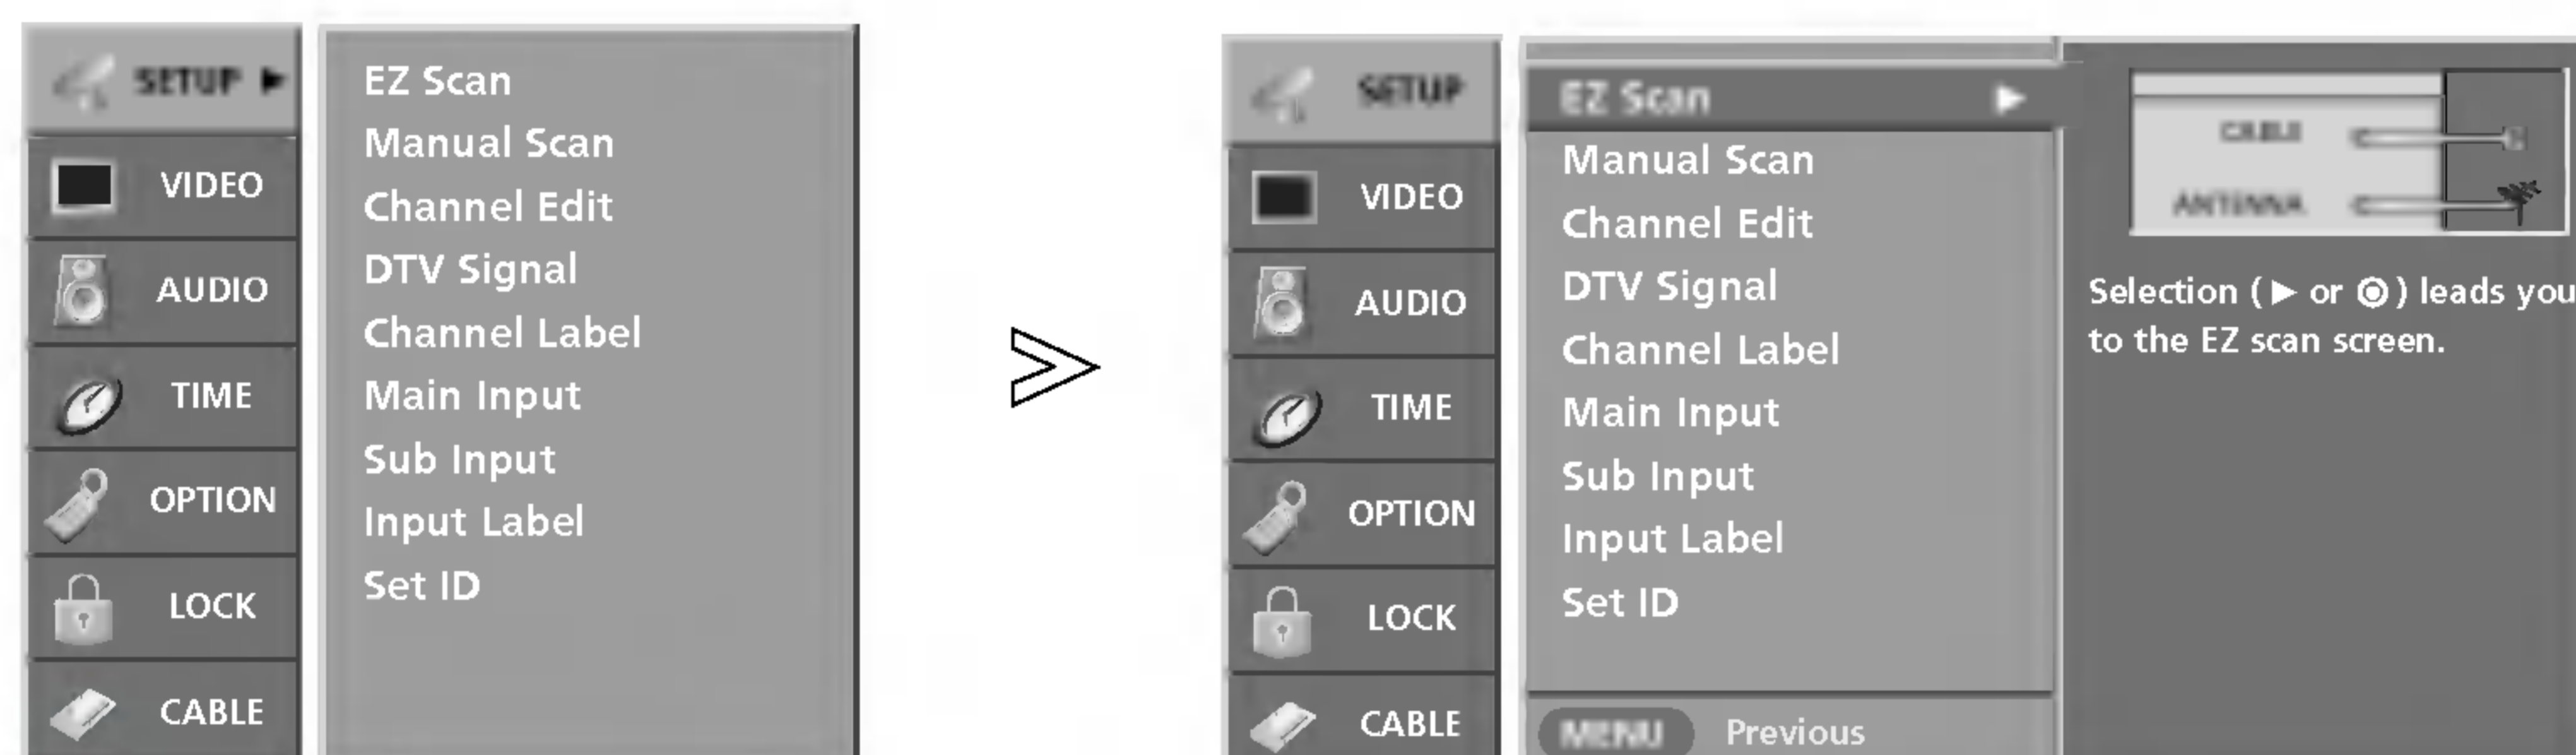 SETUP ▶
VIDEO
AUDIO
TIME
OPTION
LOCK
CABLE
EZ Scan
Manual Scan
Channel Edit
DTV Signal
Channel Label
Main Input
Sub Input
Input Label
Set ID
SETUP
VIDEO
AUDIO
TIME
OPTION
LOCK
CABLE
EZ Scan ▶
Manual Scan
Channel Edit
DTV Signal
Channel Label
Main Input
Sub Input
Input Label
Set ID
MENU Previous
CABLE
ANTENNA
Selection (▶ or ◎) leads you
to the EZ scan screen.